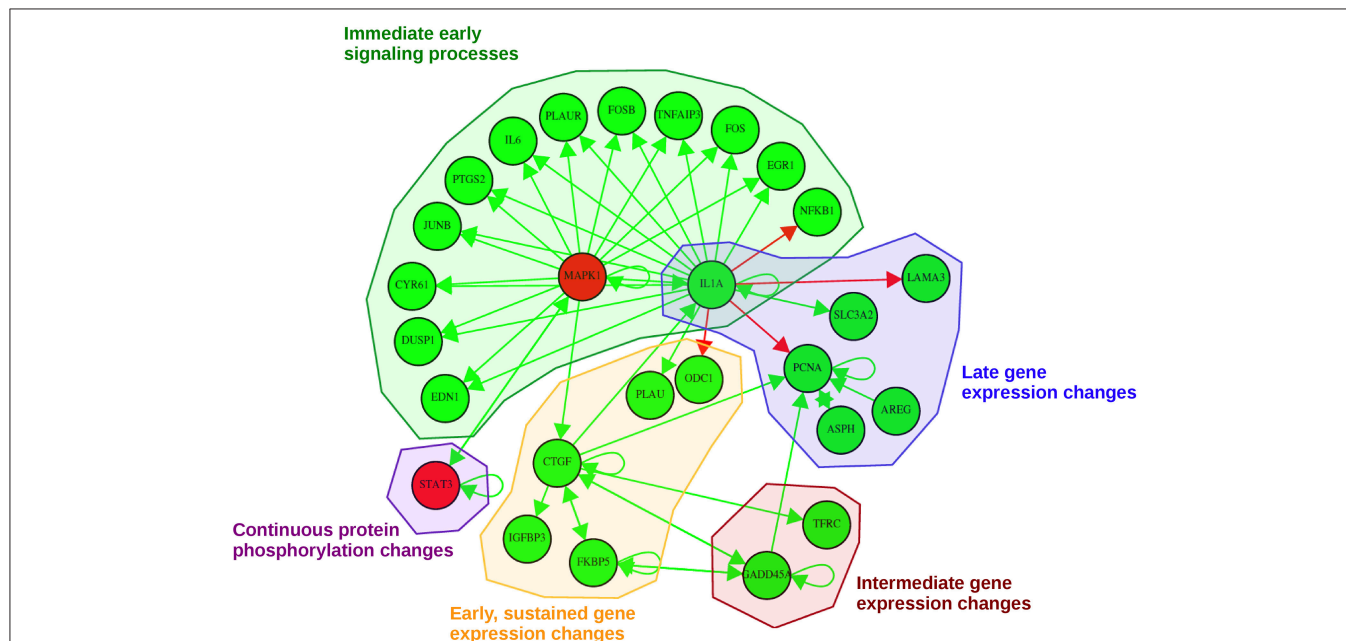 Immediate early
signaling processes
PLAUR
FOSB
TNFAIP3
FOS
IL6
EGR1
PTGS2
NFKB1
JUNB
CYR61
MAPK1
IL1A
LAMA3
SLC3A2
DUSP1
PCNA
ODC1
PLAU
EDN1
AREG
ASPH
Late gene
expression changes
CTGF
STAT3
TFRC
IGFBP3
FKBP5
GADD45A
Continuous protein
phosphorylation changes
Intermediate gene
expression changes
Early, sustained gene
expression changes